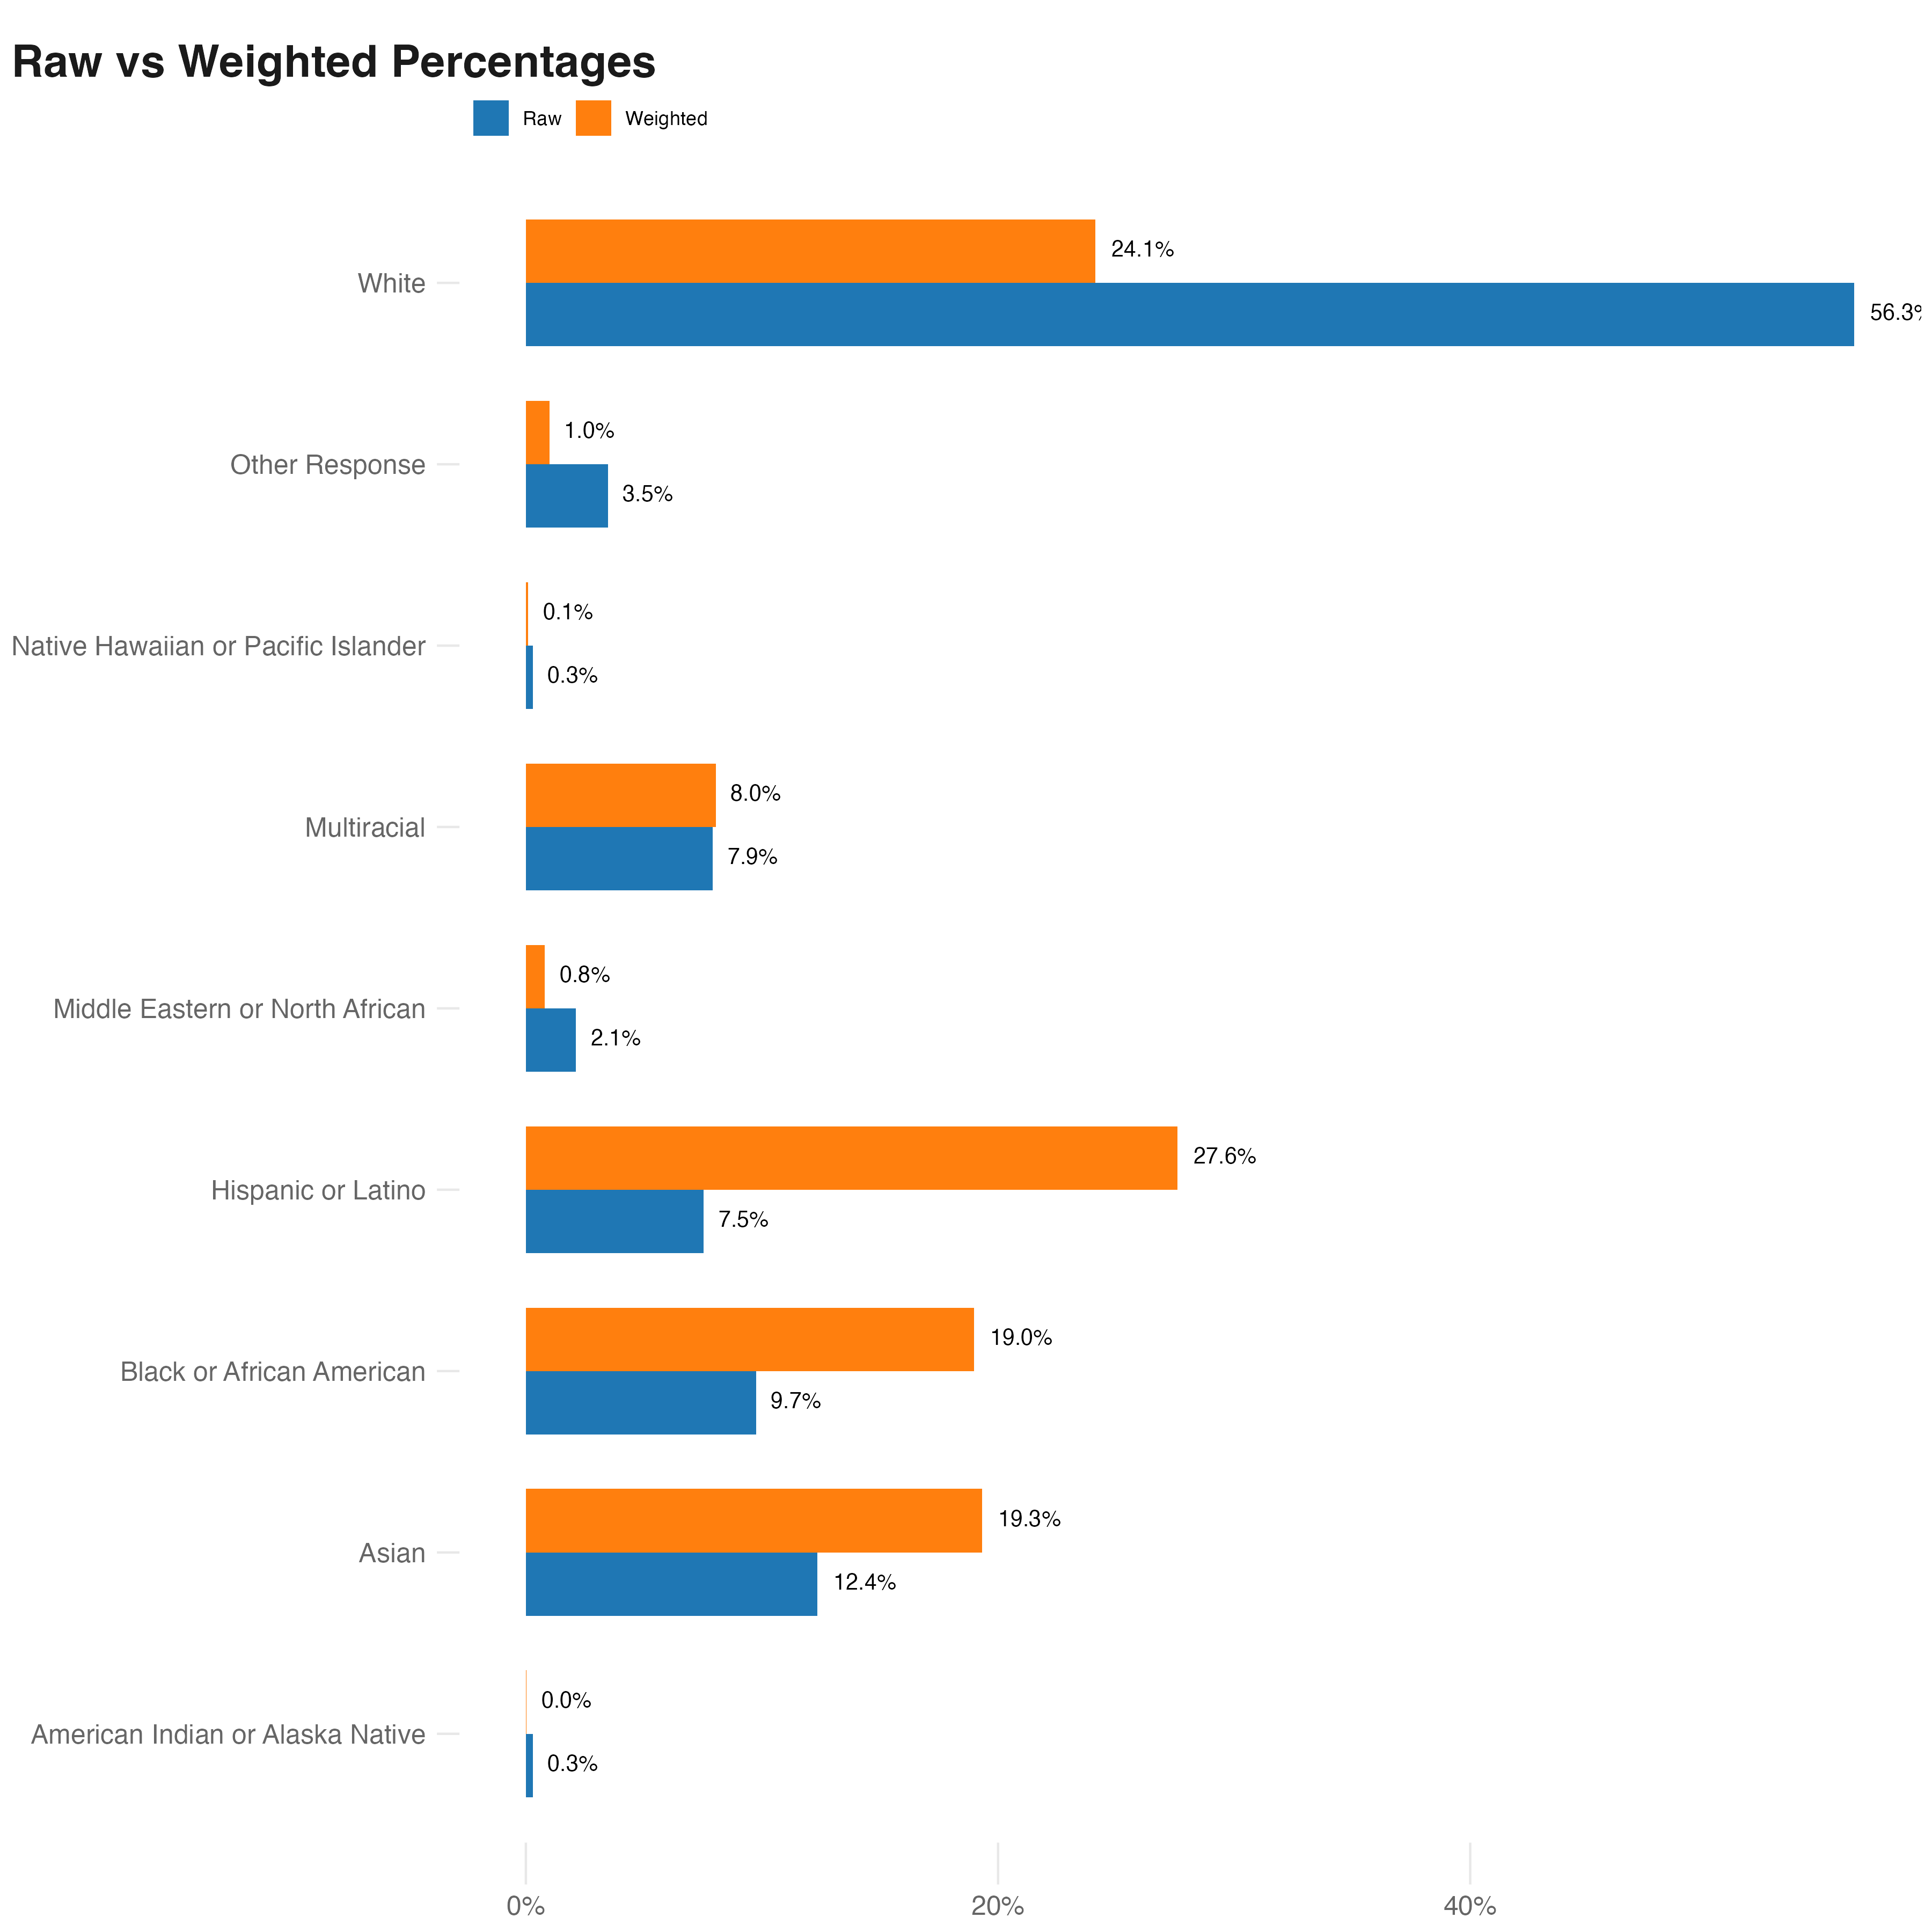 Raw vs Weighted Percentages
Raw Weighted
24.1%
White
56.3%
1.0%
Other Response
3.5%
0.1%
Native Hawaiian or Pacific Islander
0.3%
8.0%
Multiracial
7.9%
0.8%
Middle Eastern or North African
2.1%
27.6%
Hispanic or Latino
7.5%
19.0%
Black or African American
9.7%
19.3%
Asian
12.4%
0.0%
American Indian or Alaska Native
0.3%
0% 20% 40%